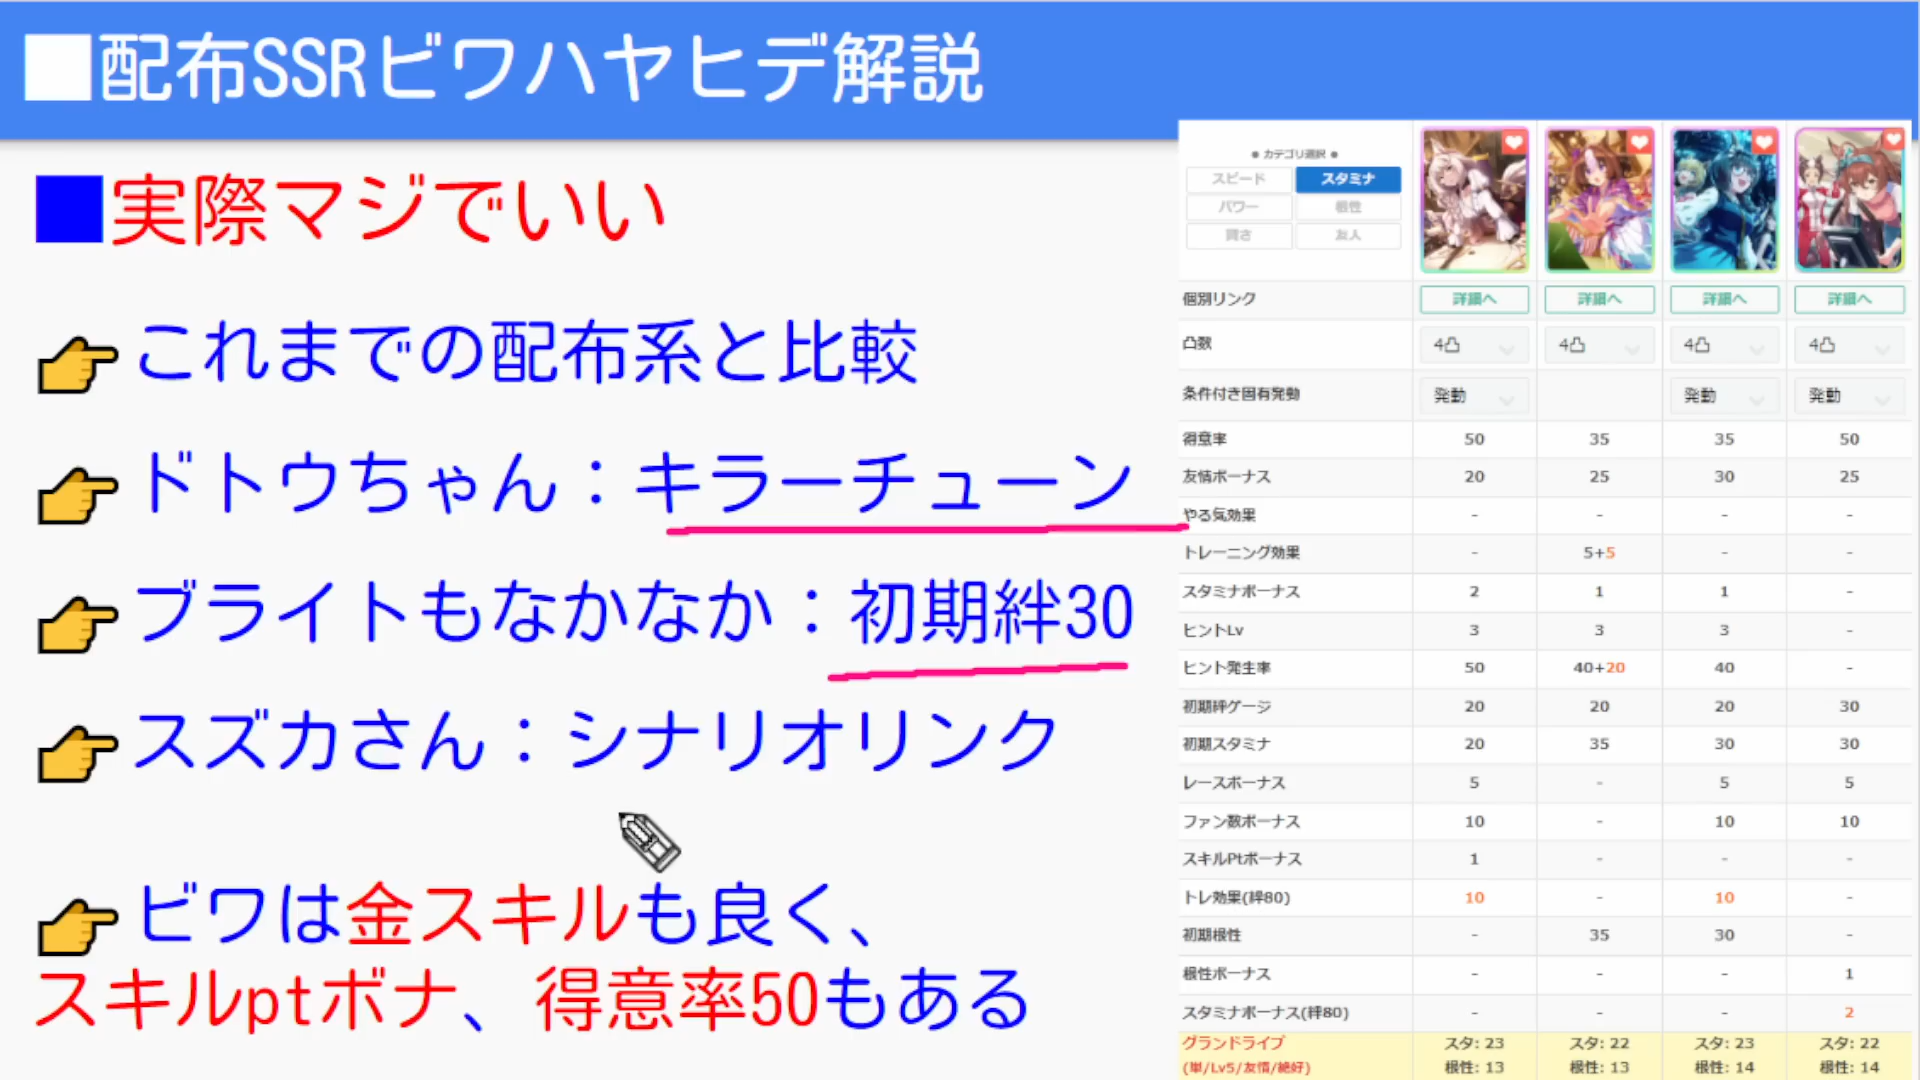 ■配布SSRビワハヤヒデ解説
■実際マジでいい
これまでの配布系と比較
ドトウちゃん：キラーチューン
ブライトもなかなか：初期絆30
スズカさん：シナリオリンク
ビワは金スキルも良く、
スキルptボナ、得意率50もある
● カテゴリ選択 ●
スピード スタミナ
パワー 根性
賢さ 友人
個別リンク 詳細へ 詳細へ 詳細へ 詳細へ
凸数 4凸 4凸 4凸 4凸
条件付き固有発動 発動 発動 発動
得意率 50 35 35 50
友情ボーナス 20 25 30 25
やる気効果 - - - -
トレーニング効果 - 5+5 - -
スタミナボーナス 2 1 1 -
ヒントLv 3 3 3 -
ヒント発生率 50 40+20 40 -
初期絆ゲージ 20 20 20 30
初期スタミナ 20 35 30 30
レースボーナス 5 - 5 5
ファン数ボーナス 10 - 10 10
スキルPtボーナス 1 - - -
トレ効果(絆80) 10 - 10 -
初期根性 - 35 30 -
根性ボーナス - - - 1
スタミナボーナス(絆80) - - - 2
グランドライブ スタ: 23 スタ: 22 スタ: 23 スタ: 22
(単/Lv5/友情/絶好) 根性: 13 根性: 13 根性: 14 根性: 14